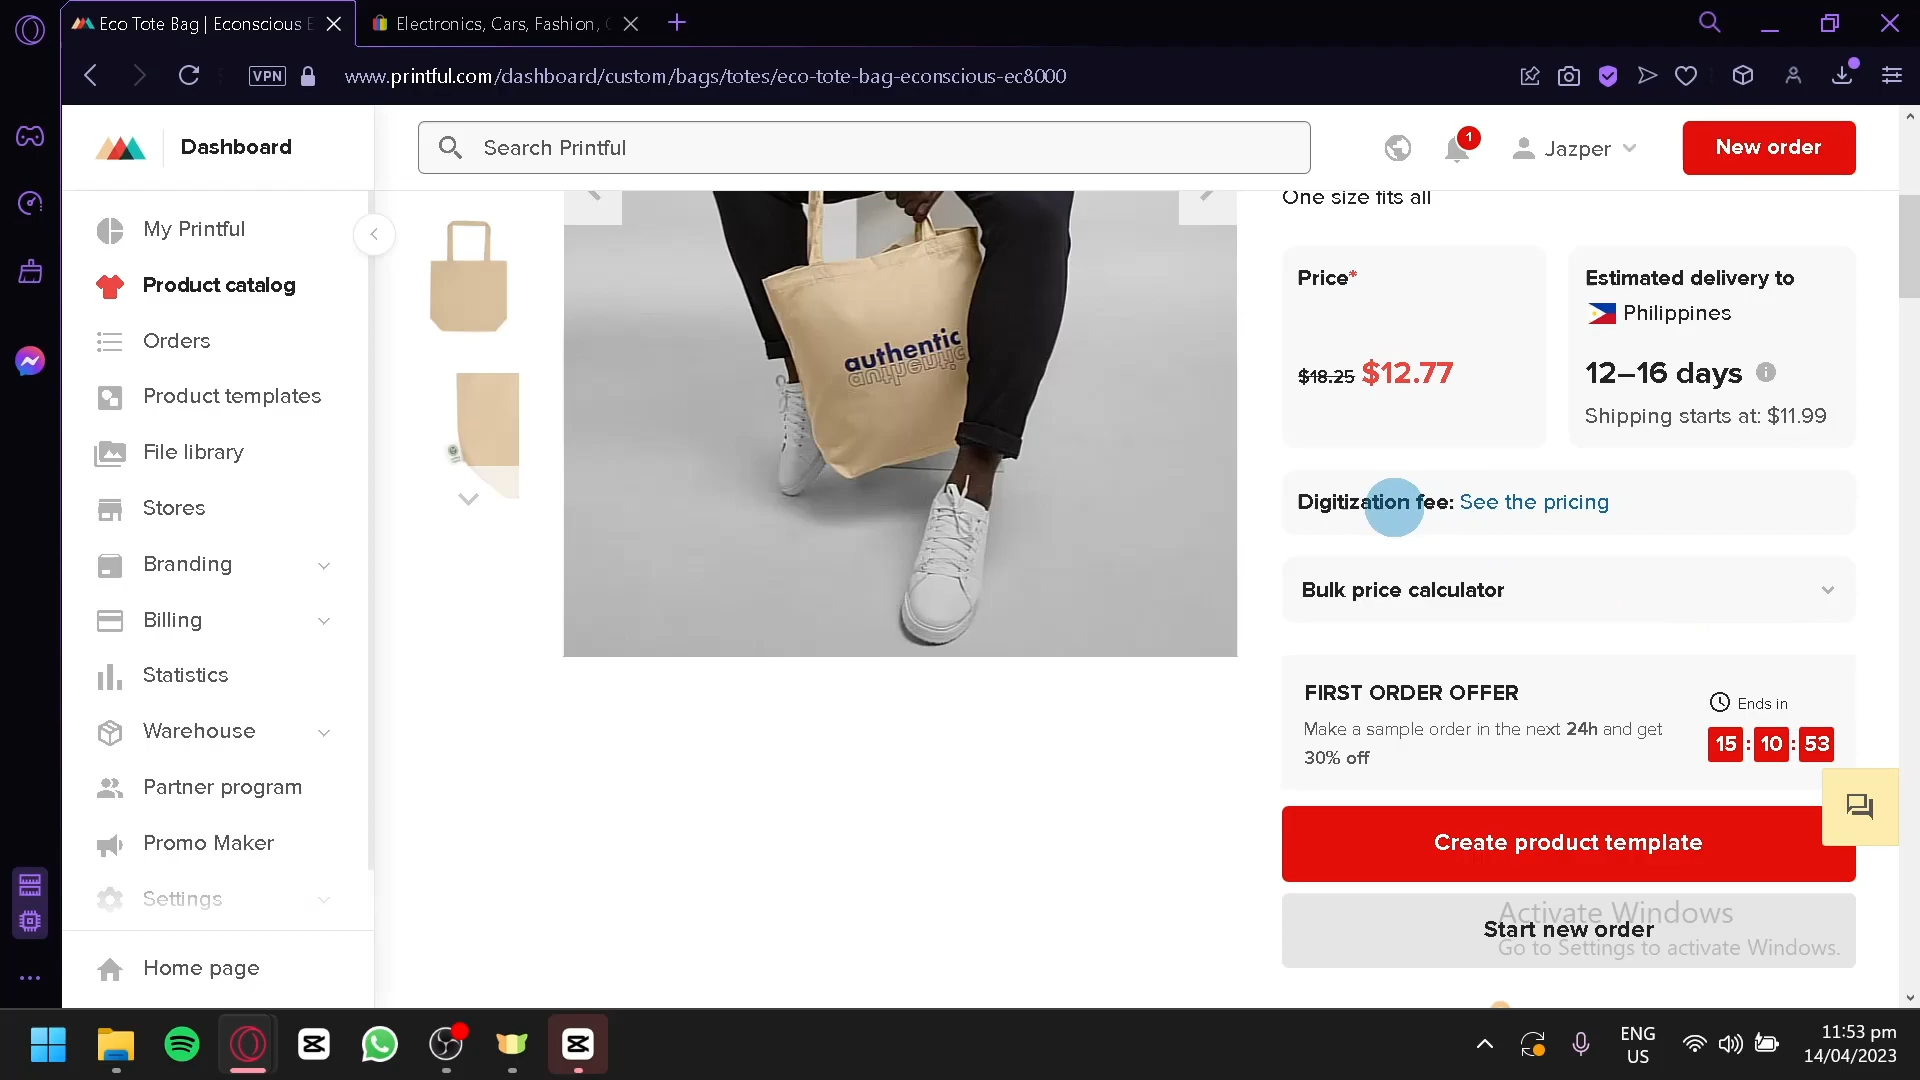 Eco Tote Bag | Econscious E
Electronics, Cars, Fashion, C
VPN
www.printful.com/dashboard/custom/bags/totes/eco-tote-bag-econscious-ec8000
Dashboard
Search Printful
1
Jazper
New order
My Printful
Product catalog
Orders
Product templates
File library
Stores
Branding
Billing
Statistics
Warehouse
Partner program
Promo Maker
Settings
Home page
authentic
authentic
One size fits all
Price*
$18.25 $12.77
Estimated delivery to
Philippines
12–16 days
Shipping starts at: $11.99
Digitization fee: See the pricing
Bulk price calculator
FIRST ORDER OFFER
Make a sample order in the next 24h and get
30% off
Ends in
15 : 10 : 53
Create product template
Start new order
Activate Windows
Go to Settings to activate Windows.
ENG
US
11:53 pm
14/04/2023